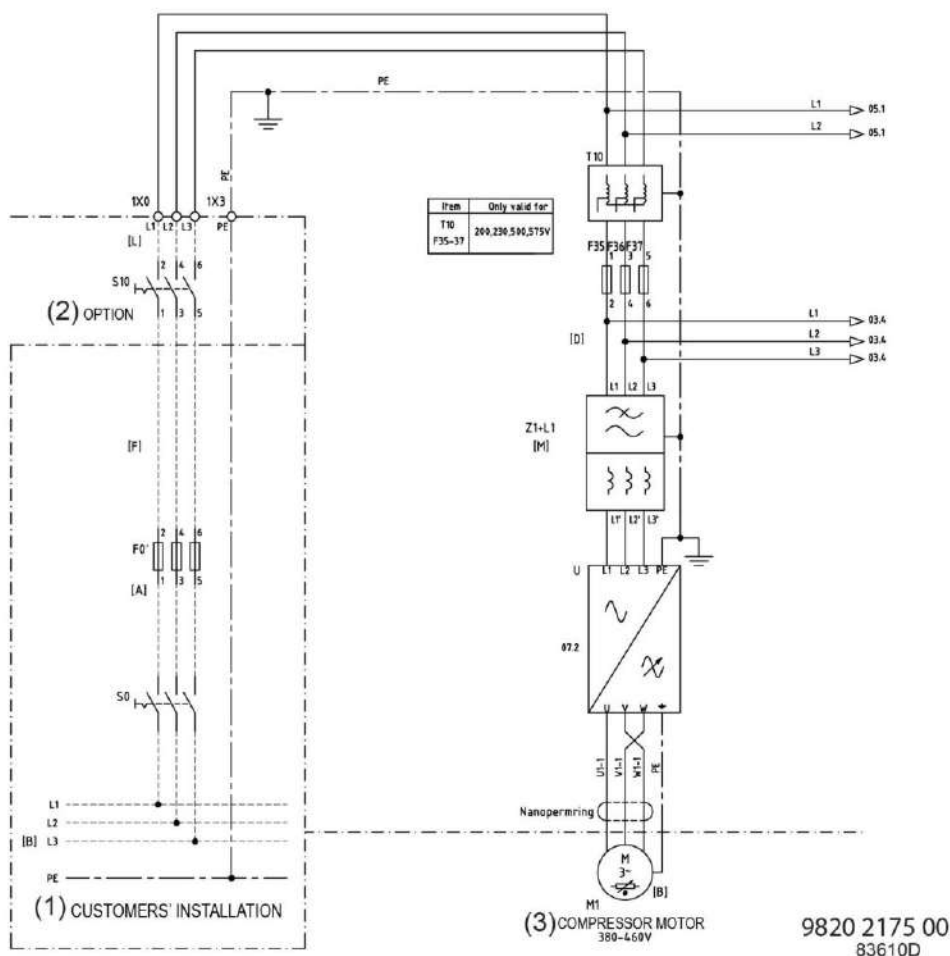 PE
L1
05.1
L2
05.1
T10
PE
1X0
1X3
L1 L2 L3
PE
[L]
Item
Only valid for
T10
F35-37
200,230,500,575V
F35 F36 F37
1 3 5
2 4 6
2 4 6
S10
1 3 5
(2) OPTION
L1
03.4
L2
03.4
L3
03.4
[D]
L1 L2 L3
Z1+L1
[M]
[F]
L1' L2' L3'
2 4 6
F0'
1 3 5
[A]
U
L1 L2 L3 PE
07.2
U V W
S0
U1-1
V1-1
W1-1
PE
Nanopermring
L1
L2
[B] L3
PE
M
3~
[B]
M1
(1) CUSTOMERS' INSTALLATION
(3) COMPRESSOR MOTOR
380-460V
9820 2175 00
83610D